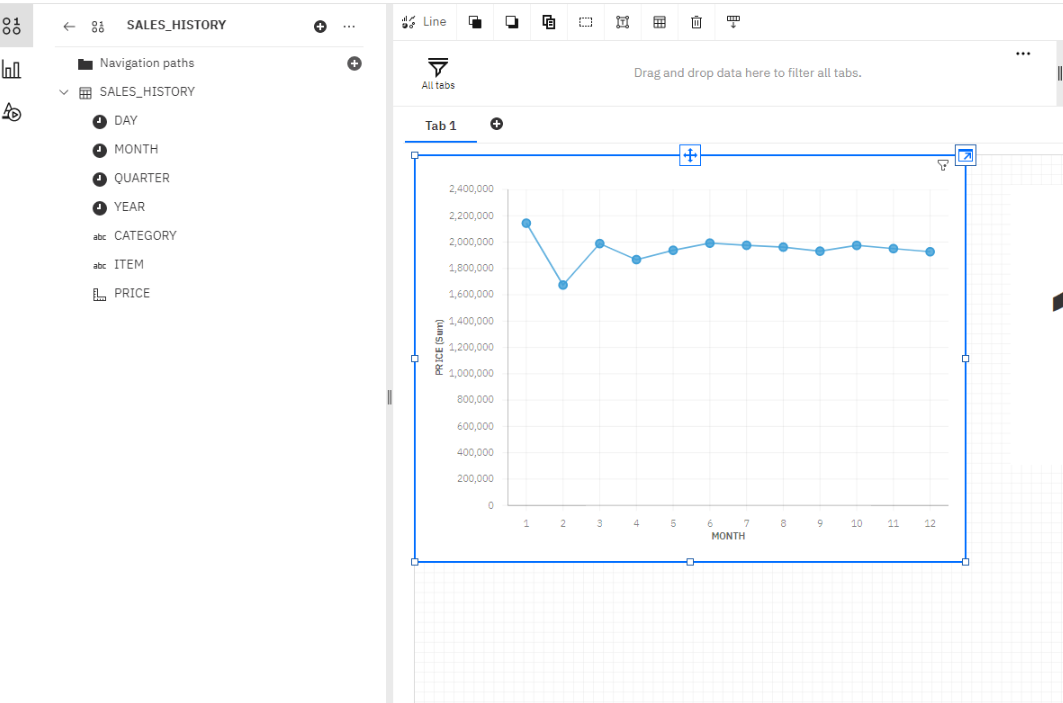 SALES_HISTORY
Navigation paths
SALES_HISTORY
DAY
MONTH
QUARTER
YEAR
abc CATEGORY
abc ITEM
PRICE
Line
All tabs
Drag and drop data here to filter all tabs.
Tab 1
2,400,000
2,200,000
2,000,000
1,800,000
1,600,000
1,400,000
1,200,000
1,000,000
800,000
600,000
400,000
200,000
0
PRICE (Sum)
1 2 3 4 5 6 7 8 9 10 11 12
MONTH